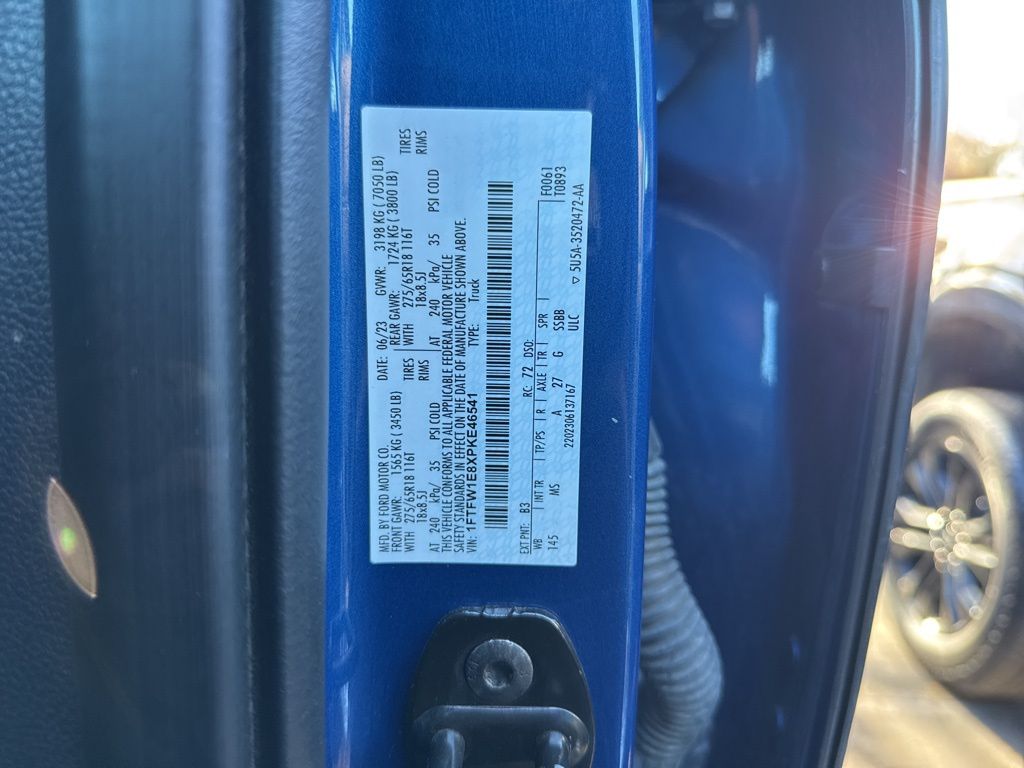 MFD. BY FORD MOTOR CO. DATE: 06/23 GVWR: 3198 KG ( 7050 LB)
FRONT GAWR: 1565 KG ( 3450 LB) REAR GAWR: 1724 KG ( 3800 LB)
WITH 275/65R18 116T TIRES WITH 275/65R18 116T TIRES
18x8.5J RIMS 18x8.5J RIMS
AT 240 kPa/ 35 PSI COLD AT 240 kPa/ 35 PSI COLD
THIS VEHICLE CONFORMS TO ALL APPLICABLE FEDERAL MOTOR VEHICLE
SAFETY STANDARDS IN EFFECT ON THE DATE OF MANUFACTURE SHOWN ABOVE.
VIN: 1FTFW1E8XPKE46541 TYPE: Truck
EXT PNT: B3 RC: 72 DSO: F0061
WB INT TR TP/PS R AXLE TR SPR T0893
145 MS A 27 G SSBB
2202306137167 ULC ▽ 5U5A-3520472-AA